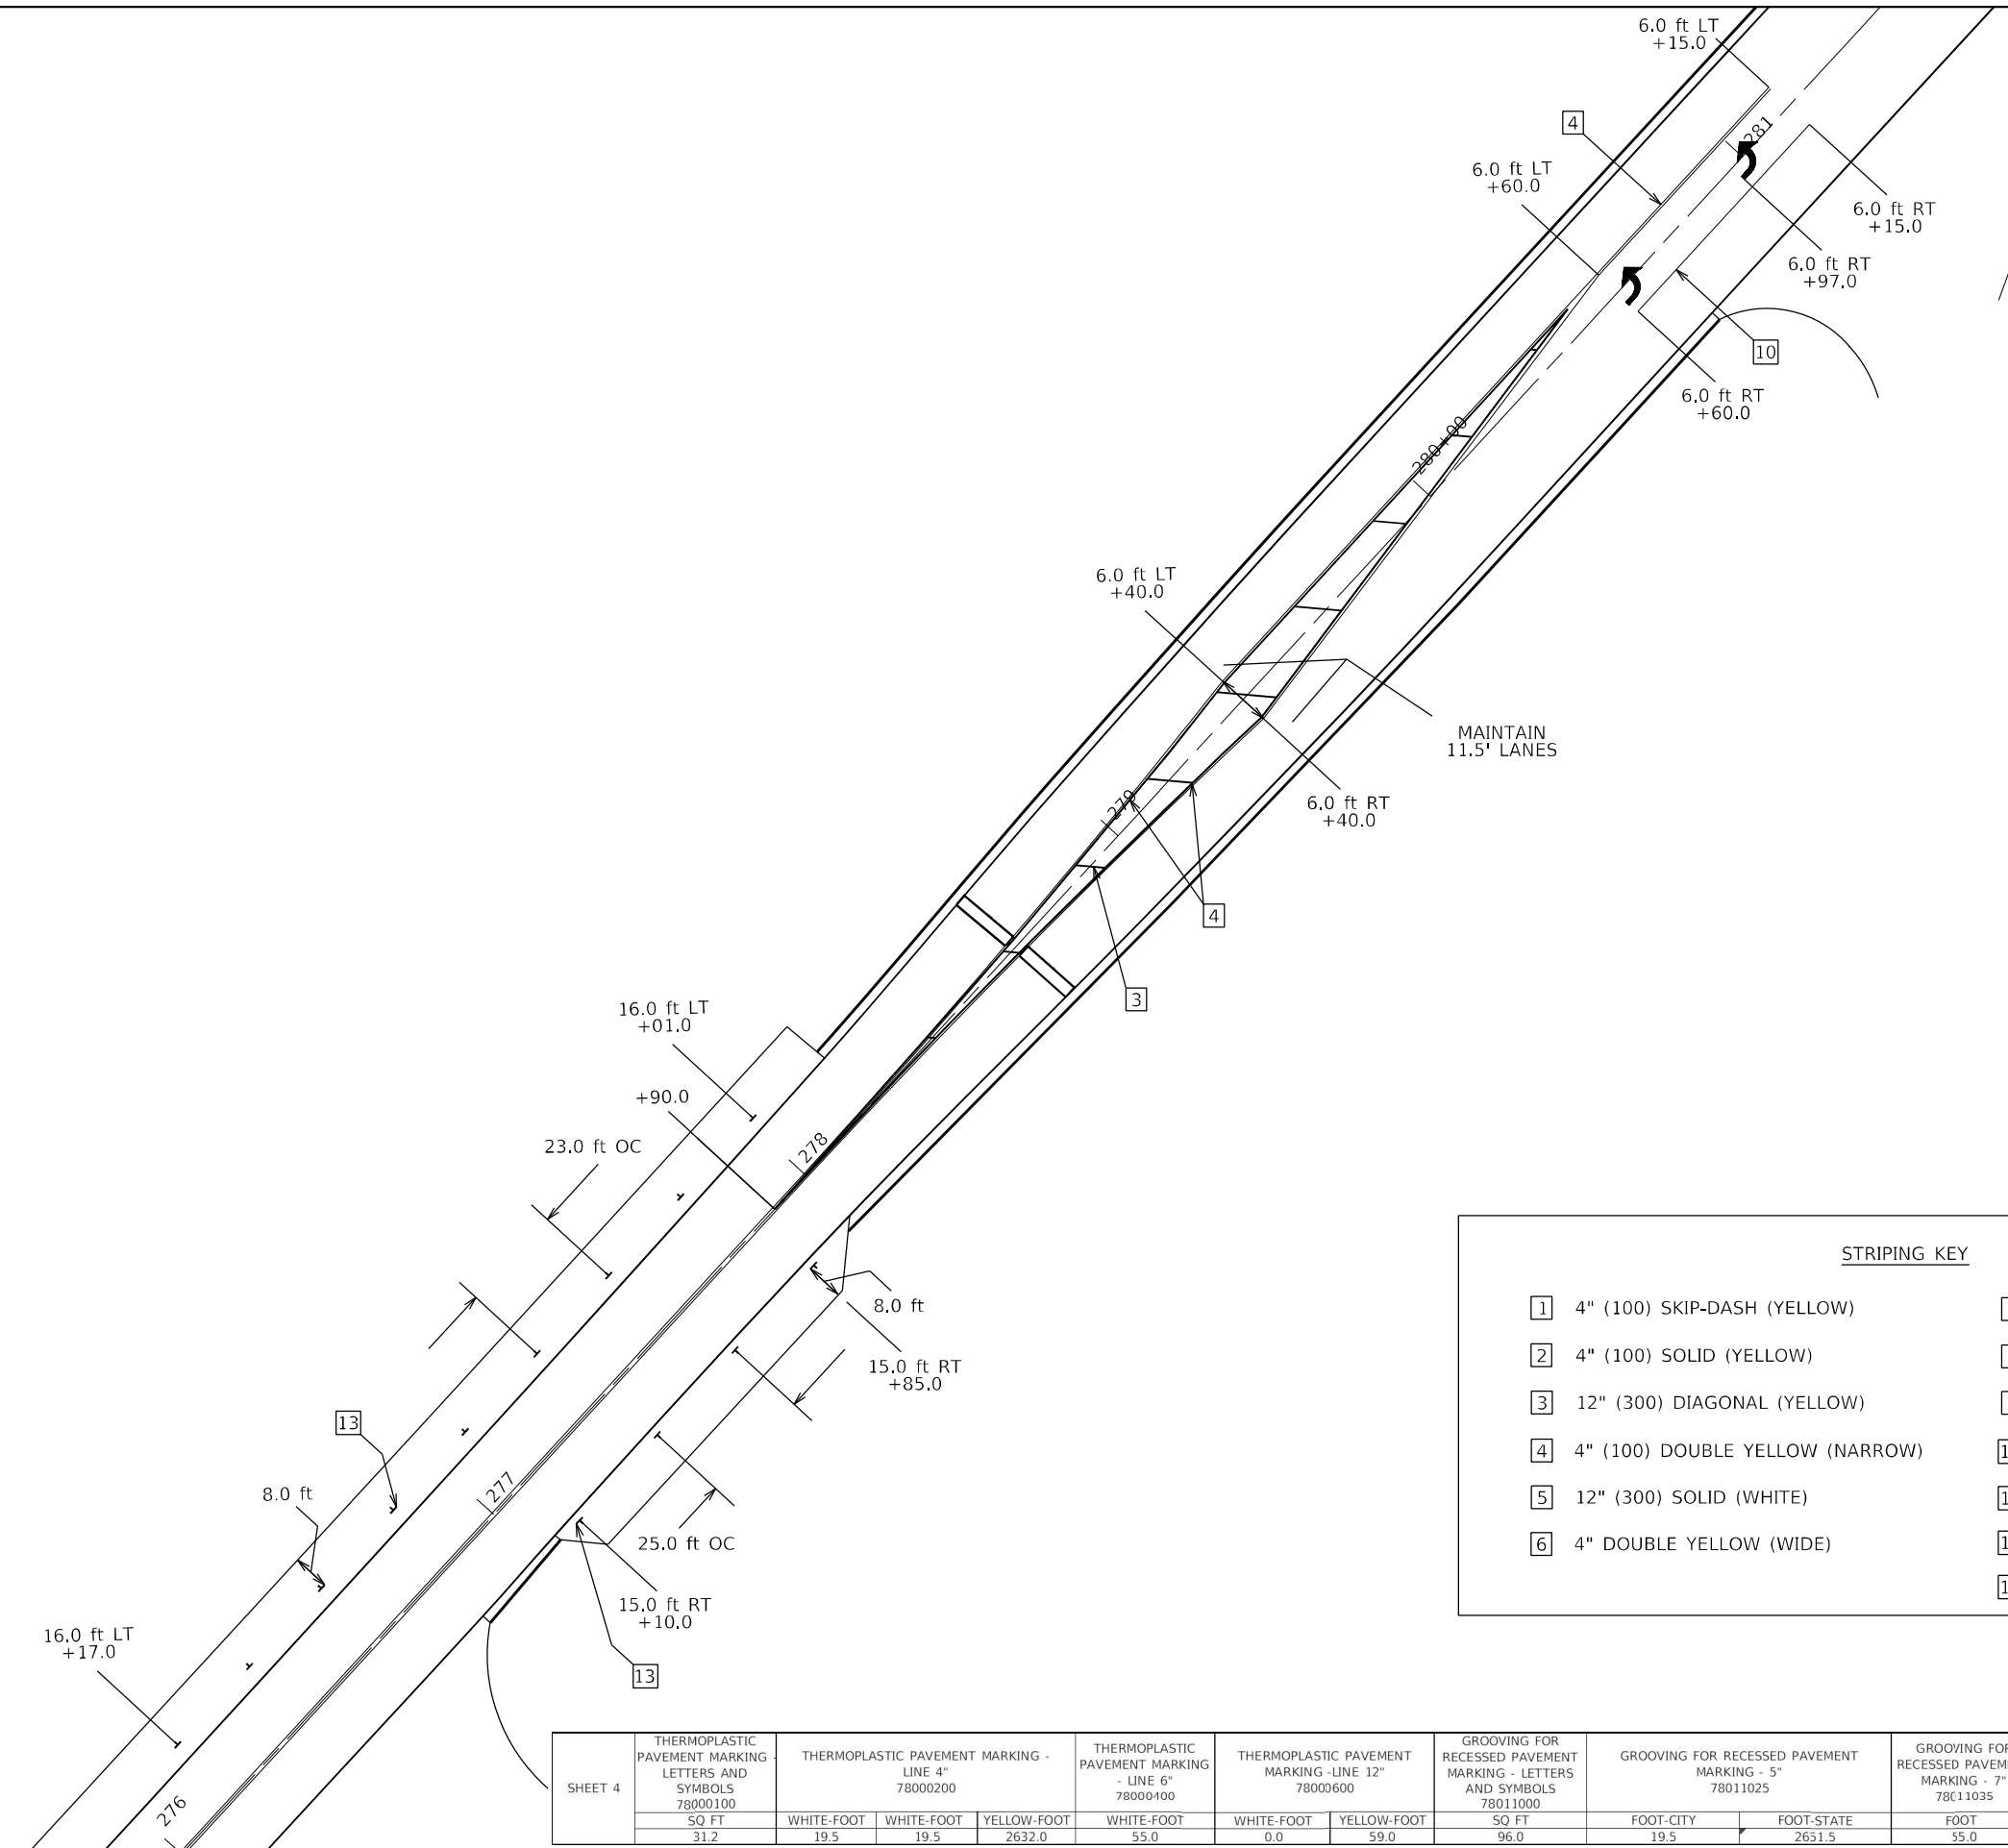 6.0 ft LT
+15.0
4
281
6.0 ft LT
+60.0
6.0 ft RT
+15.0
6.0 ft RT
+97.0
10
6.0 ft RT
+60.0
280+00
6.0 ft LT
+40.0
MAINTAIN
11.5' LANES
279
6.0 ft RT
+40.0
4
3
16.0 ft LT
+01.0
+90.0
23.0 ft OC
278
8.0 ft
15.0 ft RT
+85.0
13
277
8.0 ft
25.0 ft OC
15.0 ft RT
+10.0
16.0 ft LT
+17.0
13
276
STRIPING KEY
1 4" (100) SKIP-DASH (YELLOW)
2 4" (100) SOLID (YELLOW)
3 12" (300) DIAGONAL (YELLOW)
4 4" (100) DOUBLE YELLOW (NARROW)
5 12" (300) SOLID (WHITE)
6 4" DOUBLE YELLOW (WIDE)
SHEET 4
THERMOPLASTIC
PAVEMENT MARKING -
LETTERS AND
SYMBOLS
78000100
THERMOPLASTIC PAVEMENT MARKING -
LINE 4"
78000200
THERMOPLASTIC
PAVEMENT MARKING
- LINE 6"
78000400
THERMOPLASTIC PAVEMENT
MARKING -LINE 12"
78000600
GROOVING FOR
RECESSED PAVEMENT
MARKING - LETTERS
AND SYMBOLS
78011000
GROOVING FOR RECESSED PAVEMENT
MARKING - 5"
78011025
GROOVING FOR
RECESSED
MARKING - 7"
78011035
SQ FT WHITE-FOOT WHITE-FOOT YELLOW-FOOT WHITE-FOOT WHITE-FOOT YELLOW-FOOT SQ FT FOOT-CITY FOOT-STATE FOOT
31.2 19.5 19.5 2632.0 55.0 0.0 59.0 96.0 19.5 2651.5 55.0